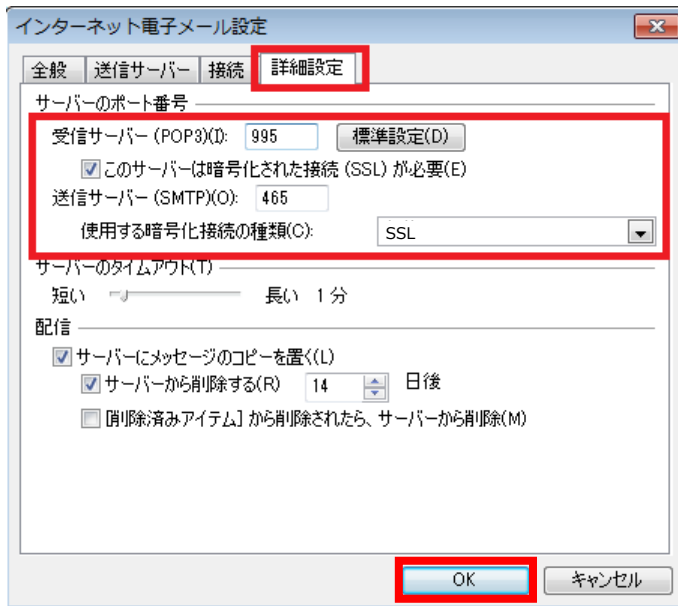 インターネット電子メール設定
全般 送信サーバー 接続 詳細設定
サーバーのポート番号
受信サーバー(POP3)(I): 995 標準設定(D)
このサーバーは暗号化された接続(SSL)が必要(E)
送信サーバー(SMTP)(O): 465
使用する暗号化接続の種類(C): SSL
サーバーのタイムアウト(T)
短い 長い 1分
配信
サーバーにメッセージのコピーを置く(L)
サーバーから削除する(R) 14 日後
[削除済みアイテム]から削除されたら、サーバーから削除(M)
OK キャンセル